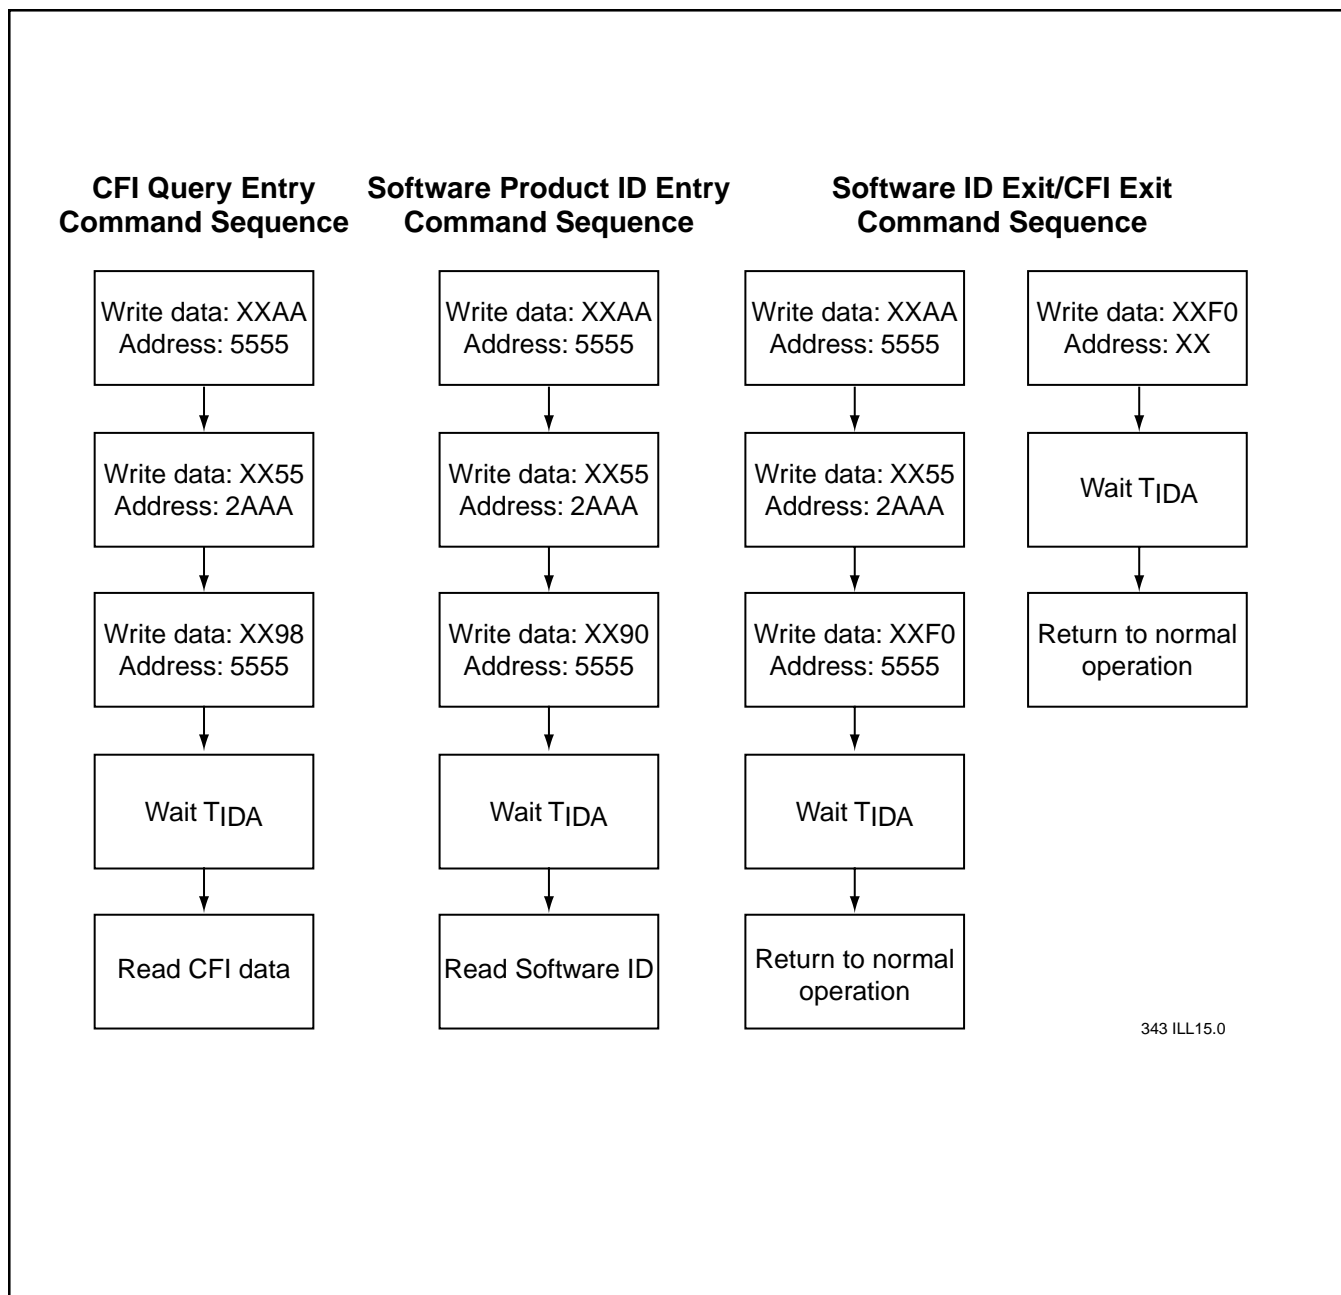 CFI Query Entry
Command Sequence
Software Product ID Entry
Command Sequence
Software ID Exit/CFI Exit
Command Sequence
Write data: XXAA
Address: 5555
Write data: XX55
Address: 2AAA
Write data: XX98
Address: 5555
Wait TIDA
Read CFI data
Write data: XXAA
Address: 5555
Write data: XX55
Address: 2AAA
Write data: XX90
Address: 5555
Wait TIDA
Read Software ID
Write data: XXAA
Address: 5555
Write data: XX55
Address: 2AAA
Write data: XXF0
Address: 5555
Wait TIDA
Return to normal
operation
Write data: XXF0
Address: XX
Wait TIDA
Return to normal
operation
343 ILL15.0